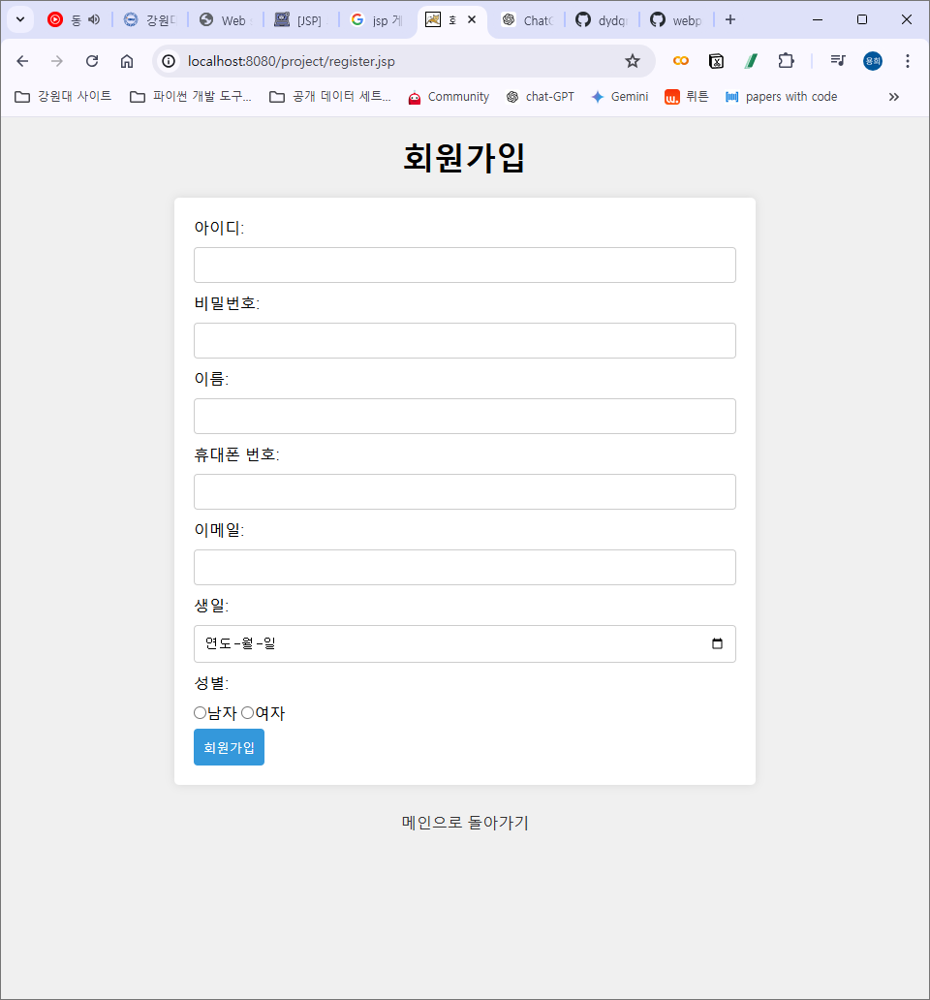 동 강원대 Web [JSP] jsp 게 ChatG dydq webp
localhost:8080/project/register.jsp 용희
강원대 사이트 파이썬 개발 도구... 공개 데이터 세트... Community chat-GPT Gemini 뤼튼 papers with code
회원가입
아이디:
비밀번호:
이름:
휴대폰 번호:
이메일:
생일:
연도-월-일
성별:
남자 여자
회원가입
메인으로 돌아가기